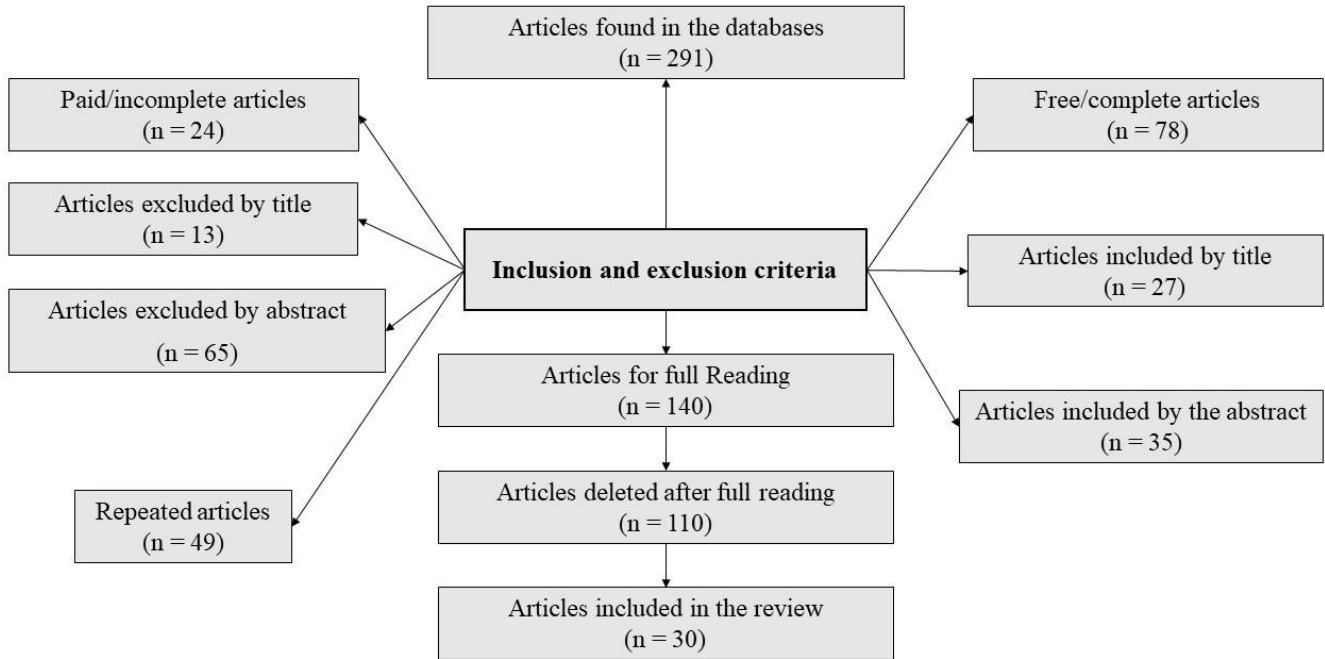 Articles found in the databases
(n = 291)
Paid/incomplete articles
(n = 24)
Free/complete articles
(n = 78)
Articles excluded by title
(n = 13)
Inclusion and exclusion criteria
Articles included by title
(n = 27)
Articles excluded by abstract
(n = 65)
Articles for full Reading
(n = 140)
Articles included by the abstract
(n = 35)
Repeated articles
(n = 49)
Articles deleted after full reading
(n = 110)
Articles included in the review
(n = 30)